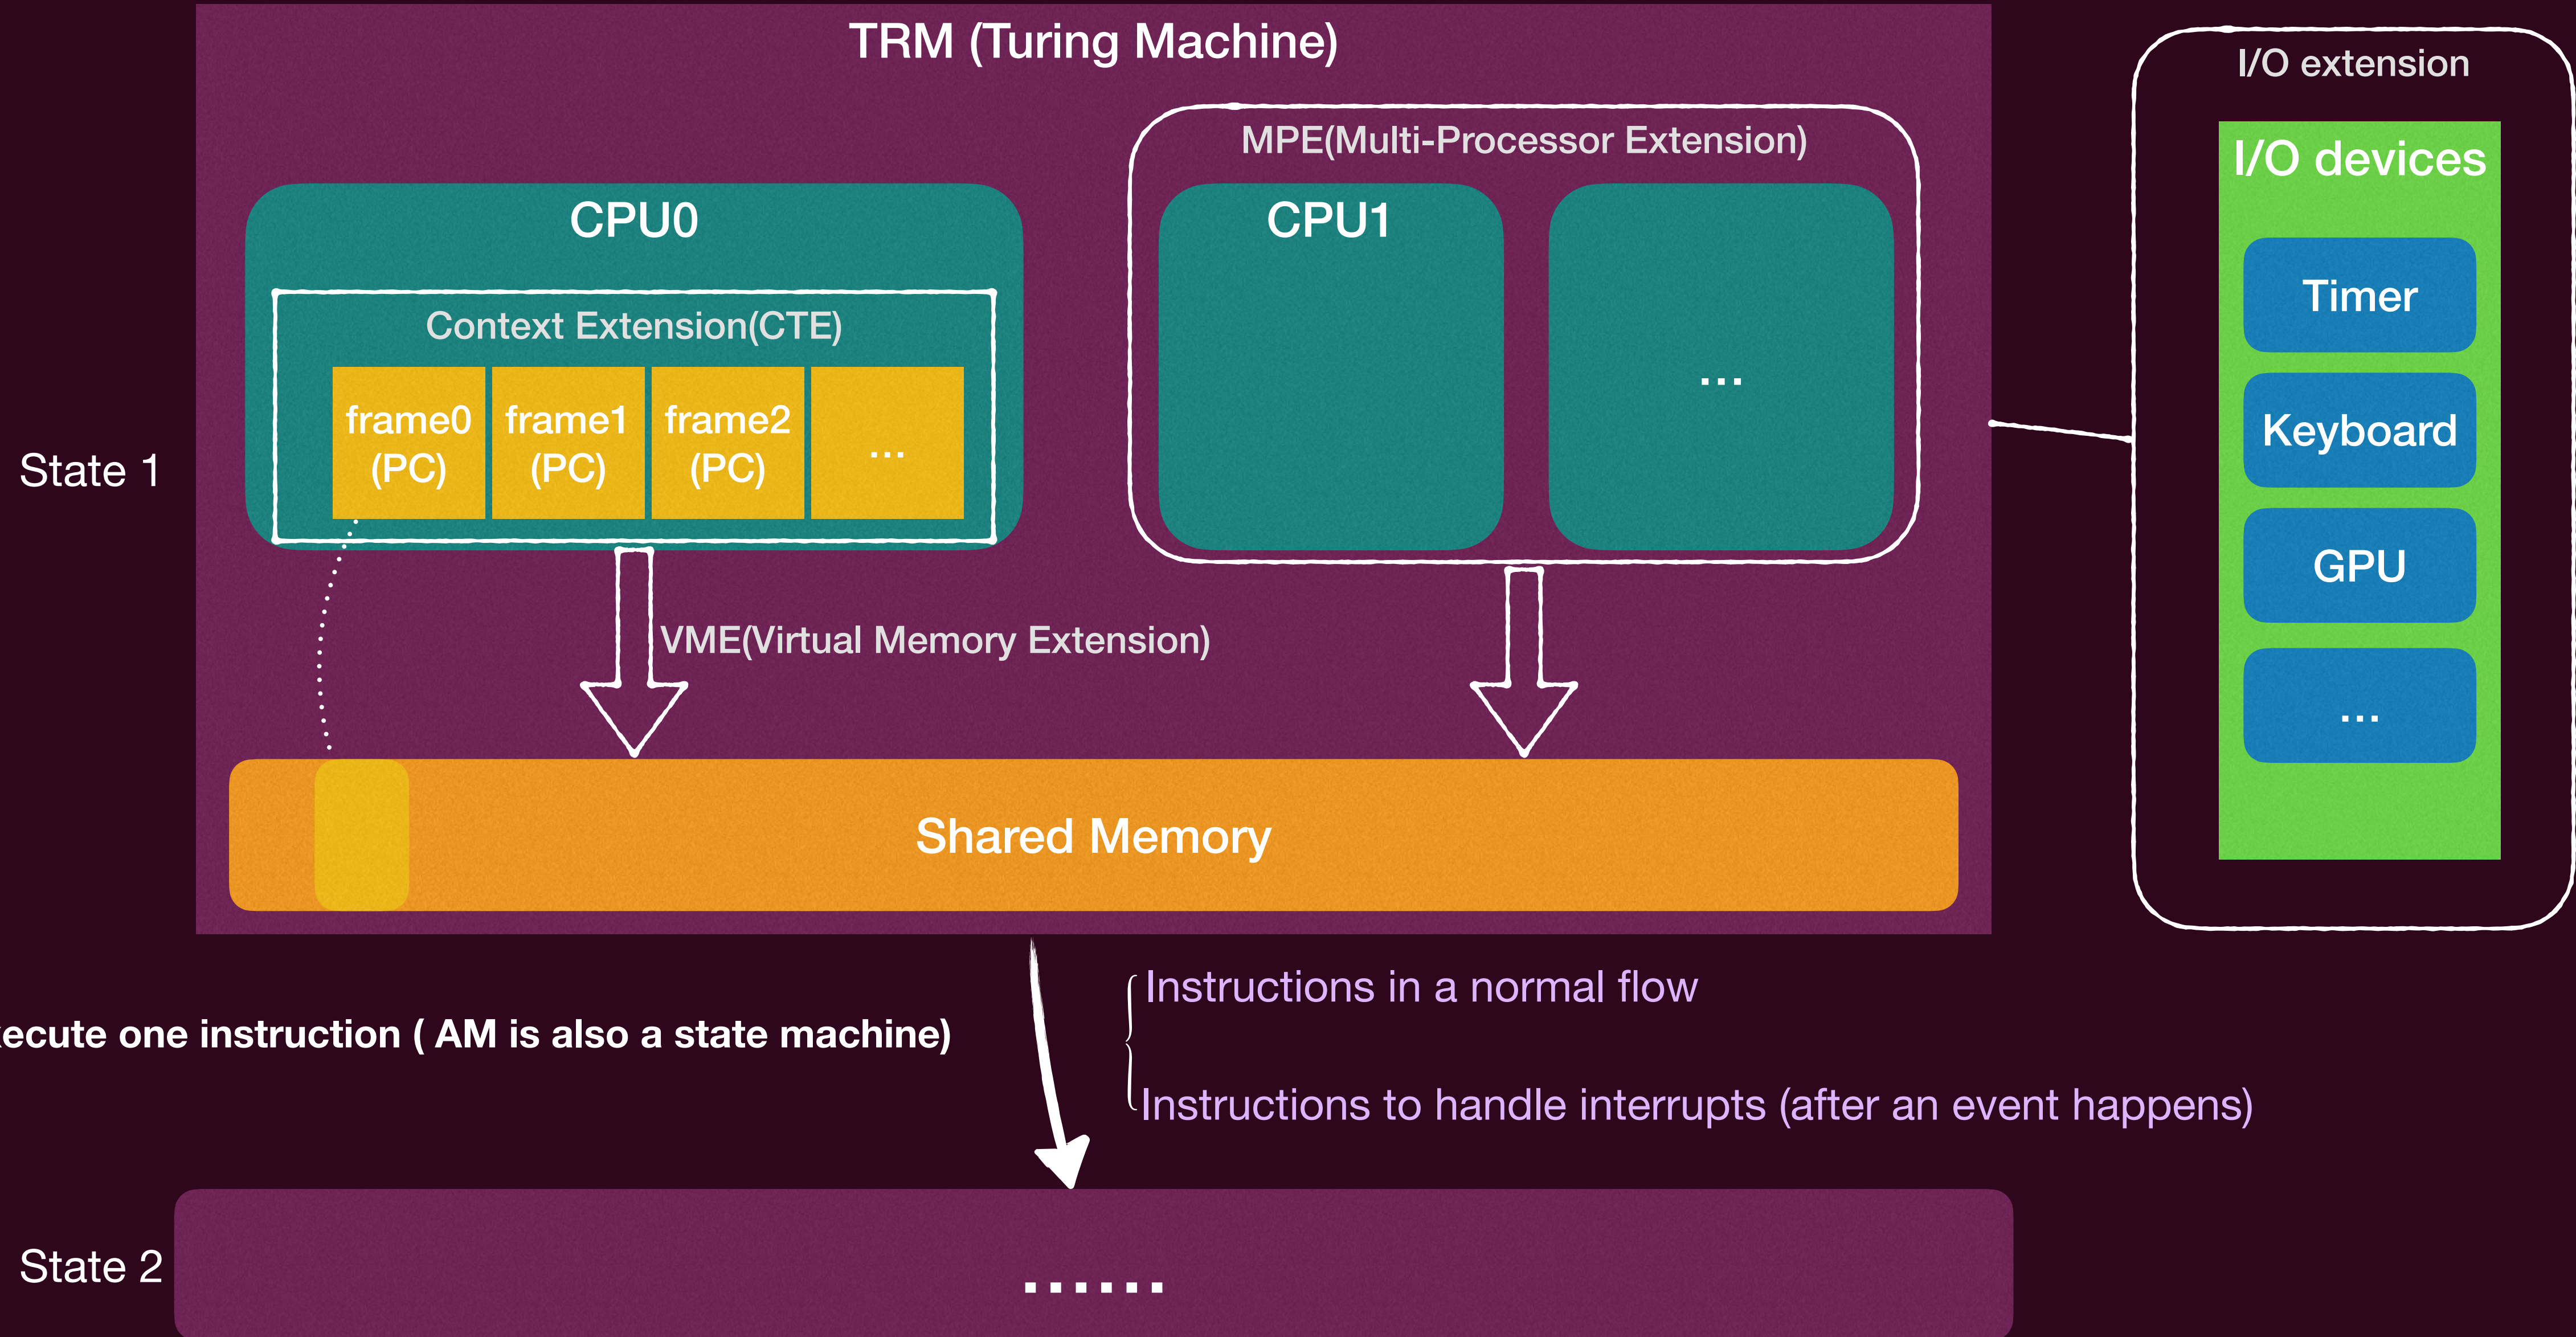 TRM (Turing Machine)
I/O extension
MPE(Multi-Processor Extension)
I/O devices
CPU0
CPU1
Timer
Context Extension(CTE)
...
frame0
(PC)
frame1
(PC)
frame2
(PC)
...
Keyboard
State 1
GPU
VME(Virtual Memory Extension)
...
Shared Memory
Instructions in a normal flow
ecute one instruction ( AM is also a state machine)
Instructions to handle interrupts (after an event happens)
State 2
......